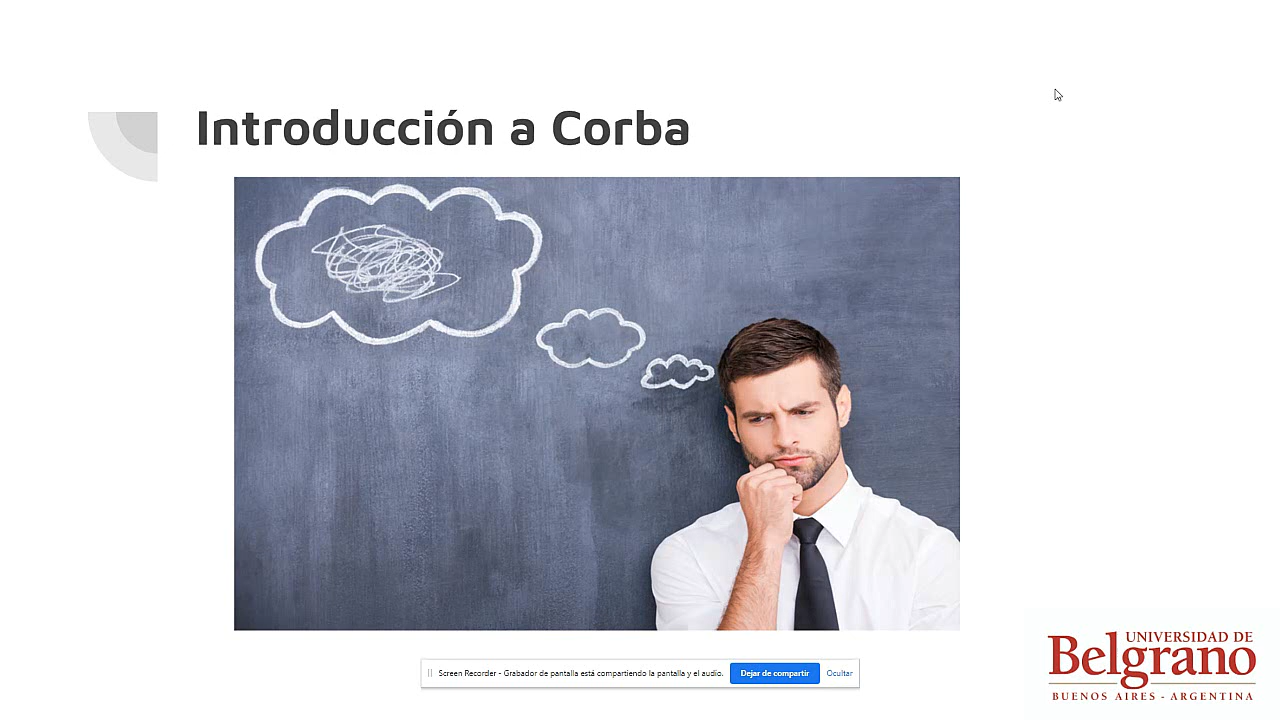 Introducción a Corba
Screen Recorder - Grabador de pantalla está compartiendo la pantalla y el audio.
Dejar de compartir
Ocultar
UNIVERSIDAD DE
Belgrano
BUENOS AIRES - ARGENTINA